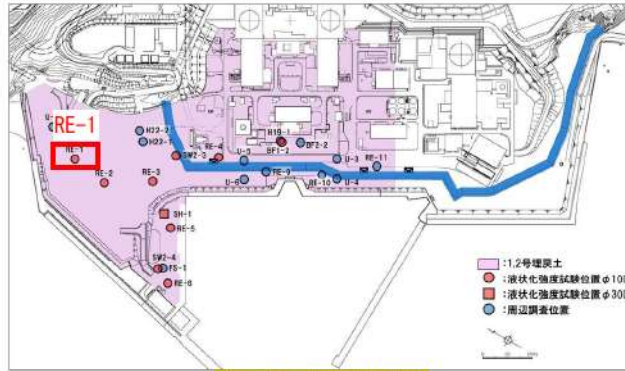 RE-1
U-
H22-2
H22-1
RE-1
RE-2
RE-3
SW2-3
RE-4
U-5
U-6
H19-1
BF1-2
DF2-2
RE-9
RE-10
U-3
U-4
RE-11
SH-1
RE-5
SW2-4
FS-1
RE-6
:1,2号埋戻土
:液状化強度試験位置φ100
:液状化強度試験位置φ300
:周辺調査位置